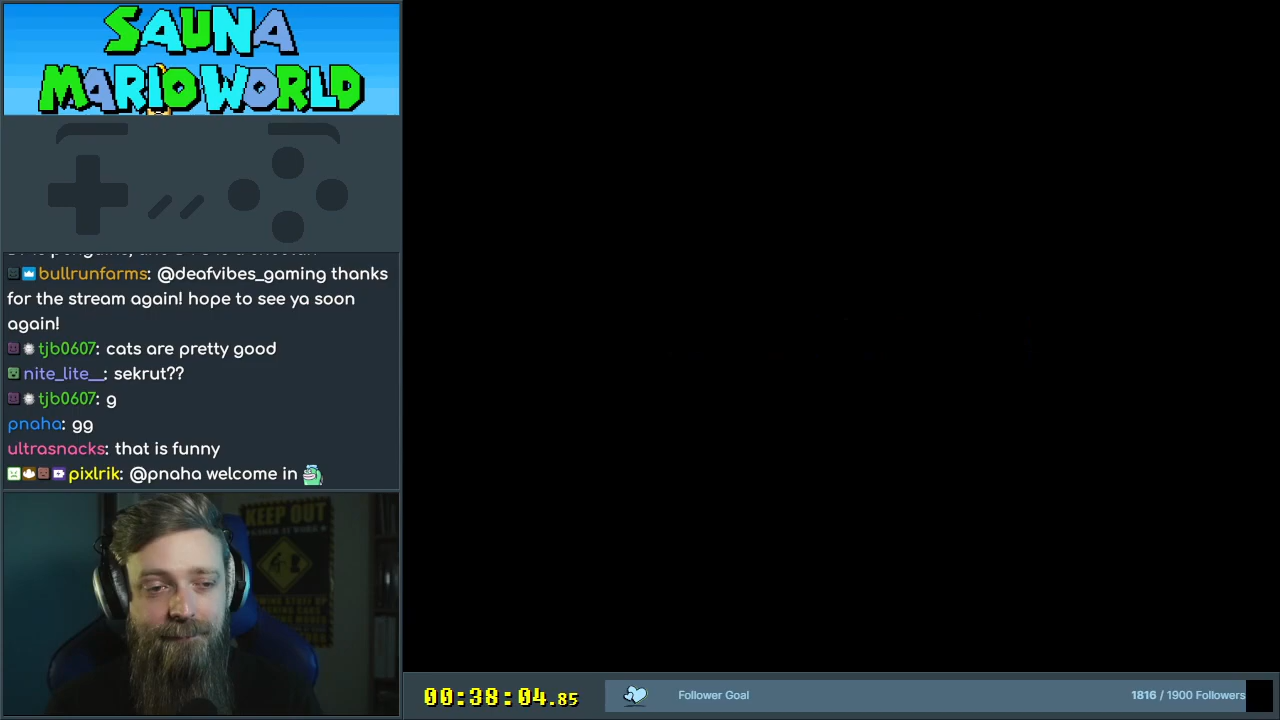 SAUNA
MARIO WORLD
bullrunfarms: @deafvibes_gaming thanks
for the stream again! hope to see ya soon
again!
tjb0607: cats are pretty good
nite_lite__: sekrut??
tjb0607: g
pnaha: gg
ultrasnacks: that is funny
pixlrik: @pnaha welcome in
KEEP OUT
00:38:04.85
Follower Goal
1816 / 1900 Followers